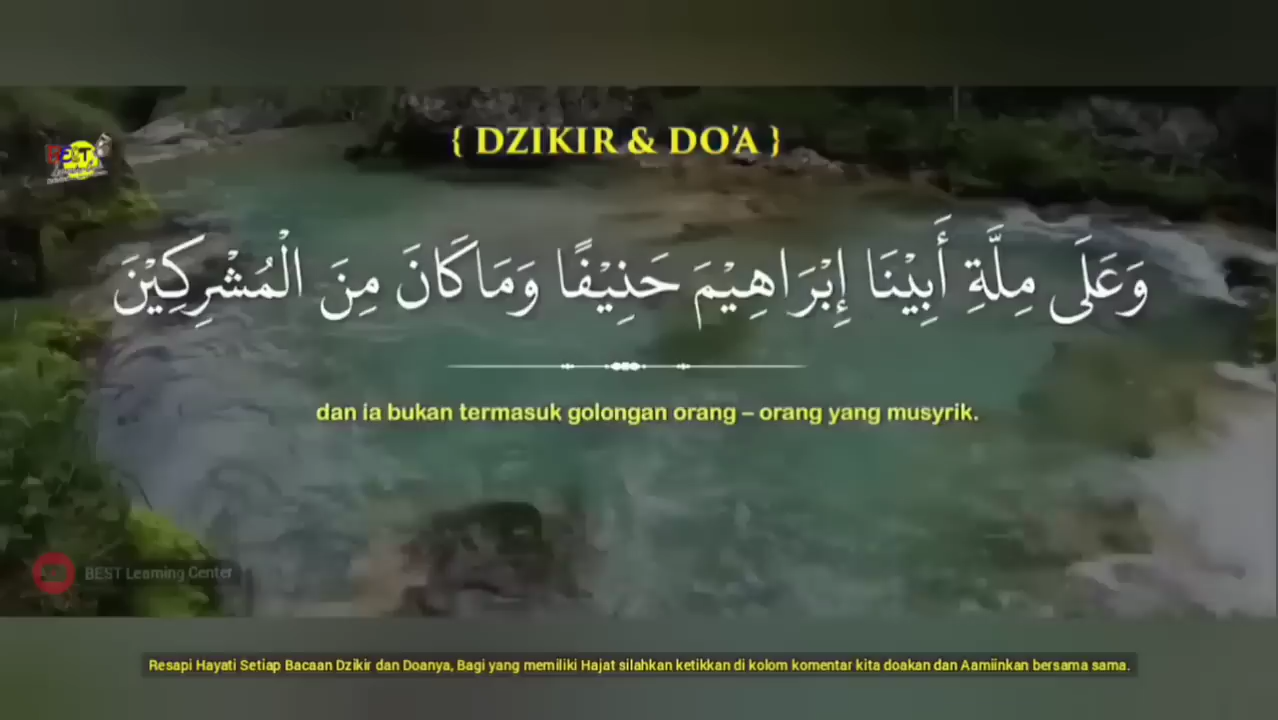 { DZIKIR & DO’A }
وَعَلَى مِلَّةِ أَبِيْنَا إِبْرَاهِيْمَ حَنِيْفًا وَمَاكَانَ مِنَ الْمُشْرِكِيْنَ
dan ia bukan termasuk golongan orang – orang yang musyrik.
BEST Learning Center
Resapi Hayati Setiap Bacaan Dzikir dan Doanya, Bagi yang memiliki Hajat silahkan ketikkan di kolom komentar kita doakan dan Aamiinkan bersama sama.